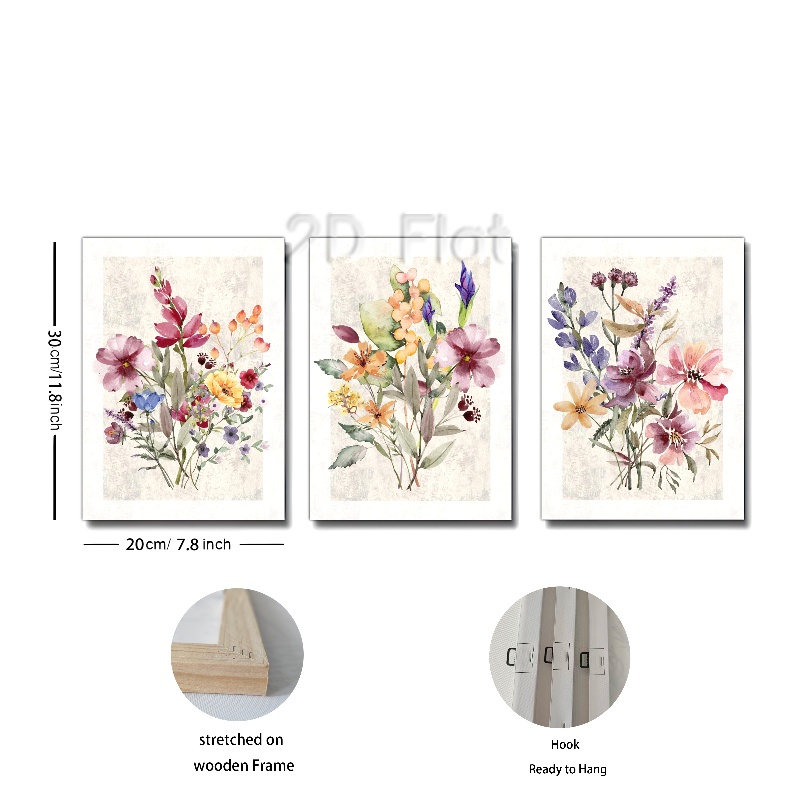 2D Flat
30cm/11.8inch
20cm/ 7.8 inch
stretched on
wooden Frame
Hook
Ready to Hang